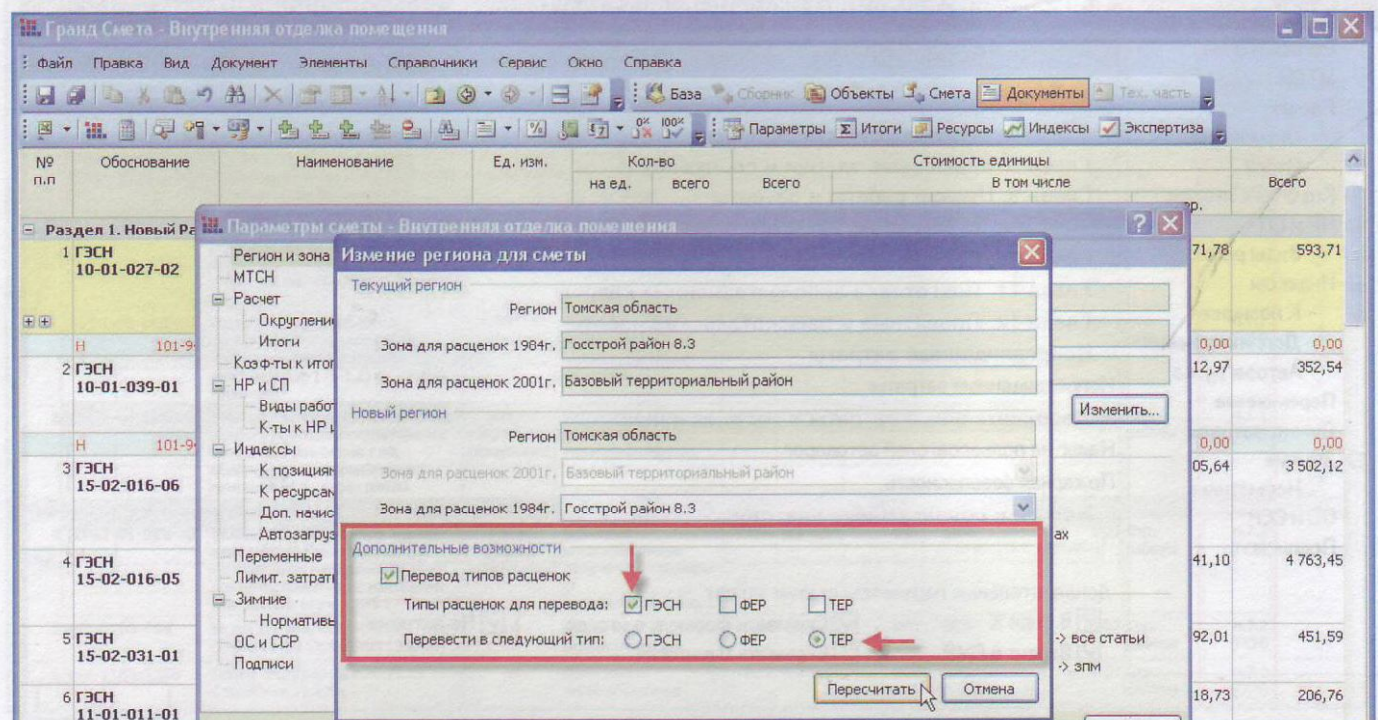 Гранд Смета - Внутренняя отделка помещения
Файл Правка Вид Документ Элементы Справочники Сервис Окно Справка
База Сборник Объекты Смета Документы Тех. часть
Параметры Итоги Ресурсы Индексы Экспертиза
№ п.п Обоснование Наименование Ед. изм. Кол-во Стоимость единицы Всего
на ед. всего Всего В том числе
Раздел 1. Новый Ра
Параметры сметы - Внутренняя отделка помещения
1 ГЭСН 71,78 593,71
10-01-027-02
Н 101-9 0,00 0,00
2 ГЭСН 12,97 352,54
10-01-039-01
Н 101-9 0,00 0,00
3 ГЭСН 05,64 3 502,12
15-02-016-06
4 ГЭСН 41,10 4 763,45
15-02-016-05
5 ГЭСН 92,01 451,59
15-02-031-01
6 ГЭСН 18,73 206,76
11-01-011-01
Регион и зона
МТСН
Расчет
Округлени
Итоги
Коэф-ты к итог
НР и СП
Виды работ
К-ты к НР и
Индексы
К позициям
К ресурсам
Доп. начис
Автозагруз
Переменные
Лимит. затрат
Зимние
Нормативы
ОС и ССР
Подписи
Изменить...
ах
-> все статьи
-> зпм
Изменение региона для сметы
Текущий регион
Регион Томская область
Зона для расценок 1984г. Госстрой район 8.3
Зона для расценок 2001г. Базовый территориальный район
Новый регион
Регион Томская область
Зона для расценок 2001г. Базовый территориальный район
Зона для расценок 1984г. Госстрой район 8.3
Дополнительные возможности
Перевод типов расценок
Типы расценок для перевода: ГЭСН ФЕР ТЕР
Перевести в следующий тип: ГЭСН ФЕР ТЕР
Пересчитать Отмена